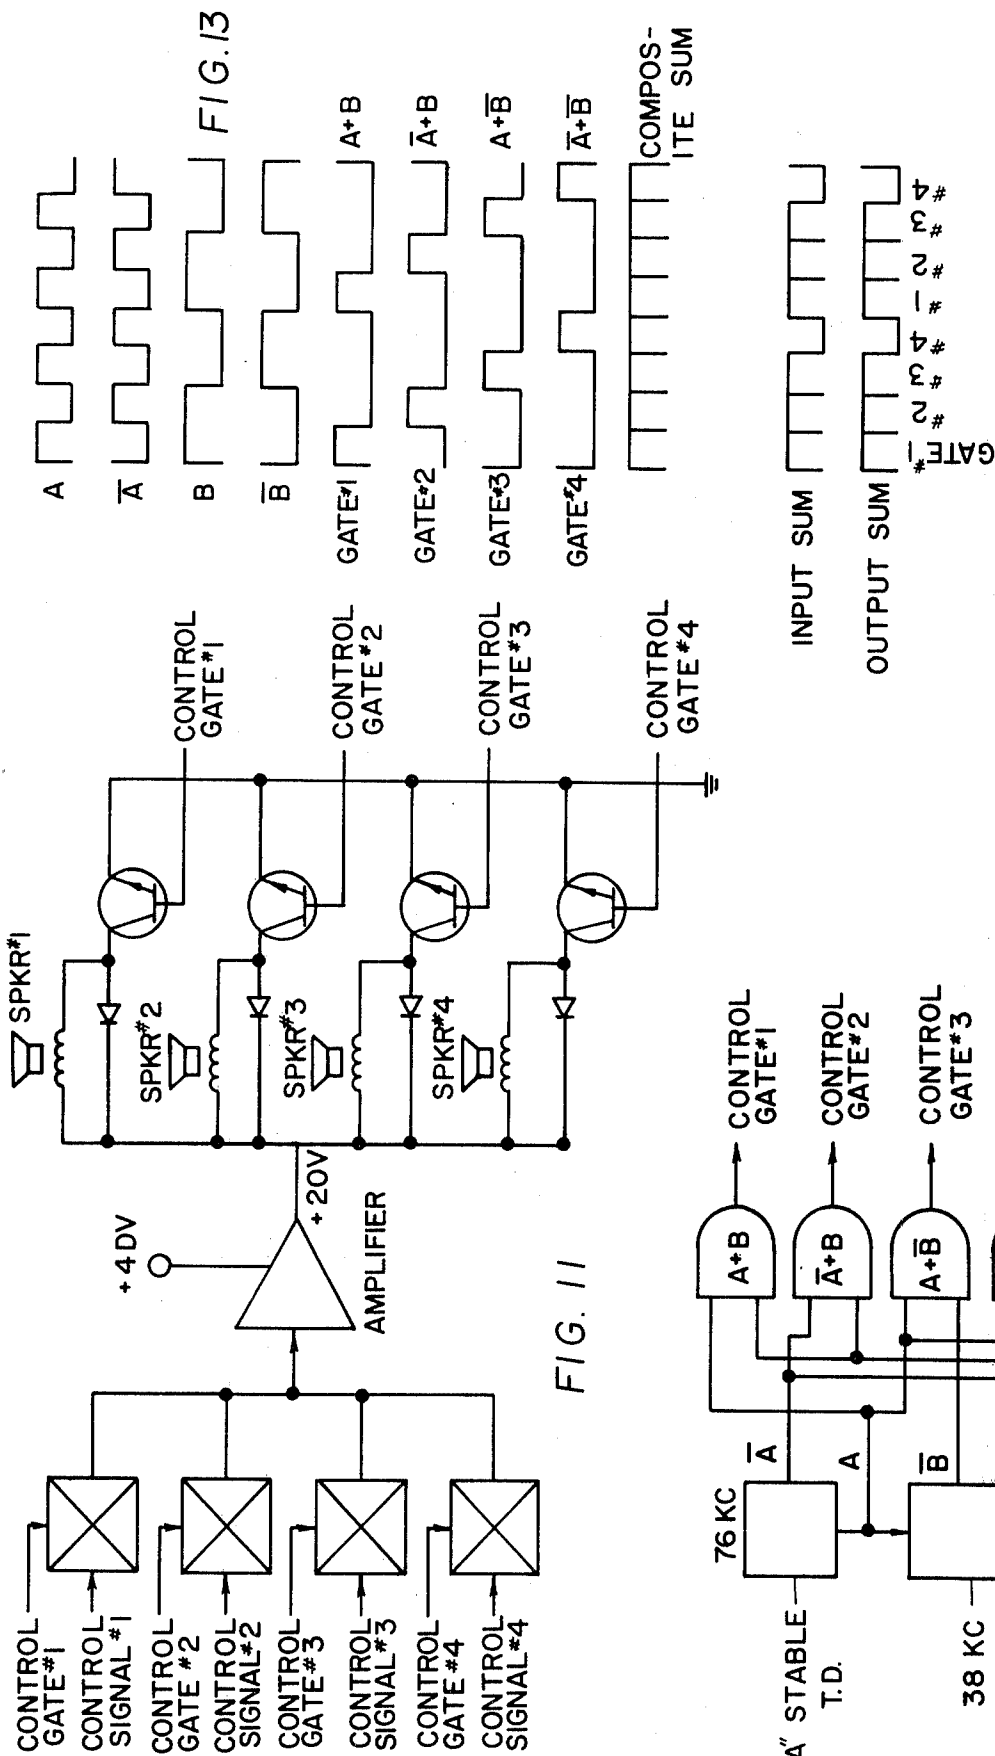 FIG.13
A
A̅
B
B̅
GATE#1
A+B
GATE#2
A̅+B
GATE#3
A+B̅
GATE#4
A̅+B̅
COMPOS-
ITE SUM
INPUT SUM
OUTPUT SUM
GATE#1
#2
#3
#4
#1
#2
#3
#4
CONTROL
GATE#1
CONTROL
SIGNAL#1
CONTROL
GATE#2
CONTROL
SIGNAL#2
CONTROL
GATE#3
CONTROL
SIGNAL#3
CONTROL
GATE#4
CONTROL
SIGNAL#4
+4DV
+20V
AMPLIFIER
SPKR#1
SPKR#2
SPKR#3
SPKR#4
CONTROL
GATE#1
CONTROL
GATE#2
CONTROL
GATE#3
CONTROL
GATE#4
FIG. 11
A" STABLE
T.D.
76 KC
38 KC
A̅
A
B̅
A+B
A̅+B
A+B̅
CONTROL
GATE#1
CONTROL
GATE#2
CONTROL
GATE#3